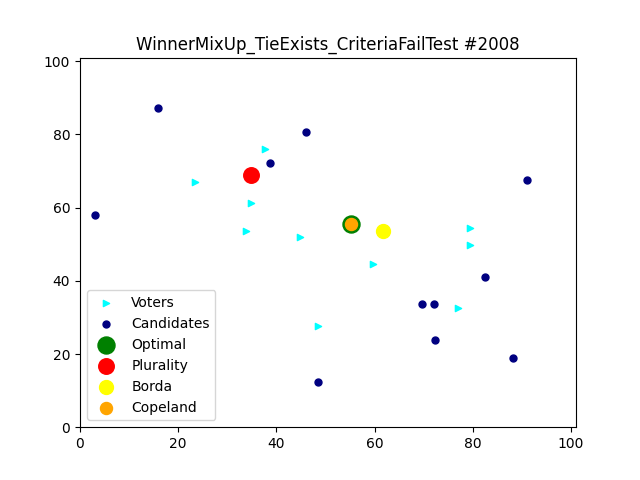 WinnerMixUp_TieExists_CriteriaFailTest #2008
100
80
60
40
20
0
Voters
Candidates
Optimal
Plurality
Borda
Copeland
0 20 40 60 80 100